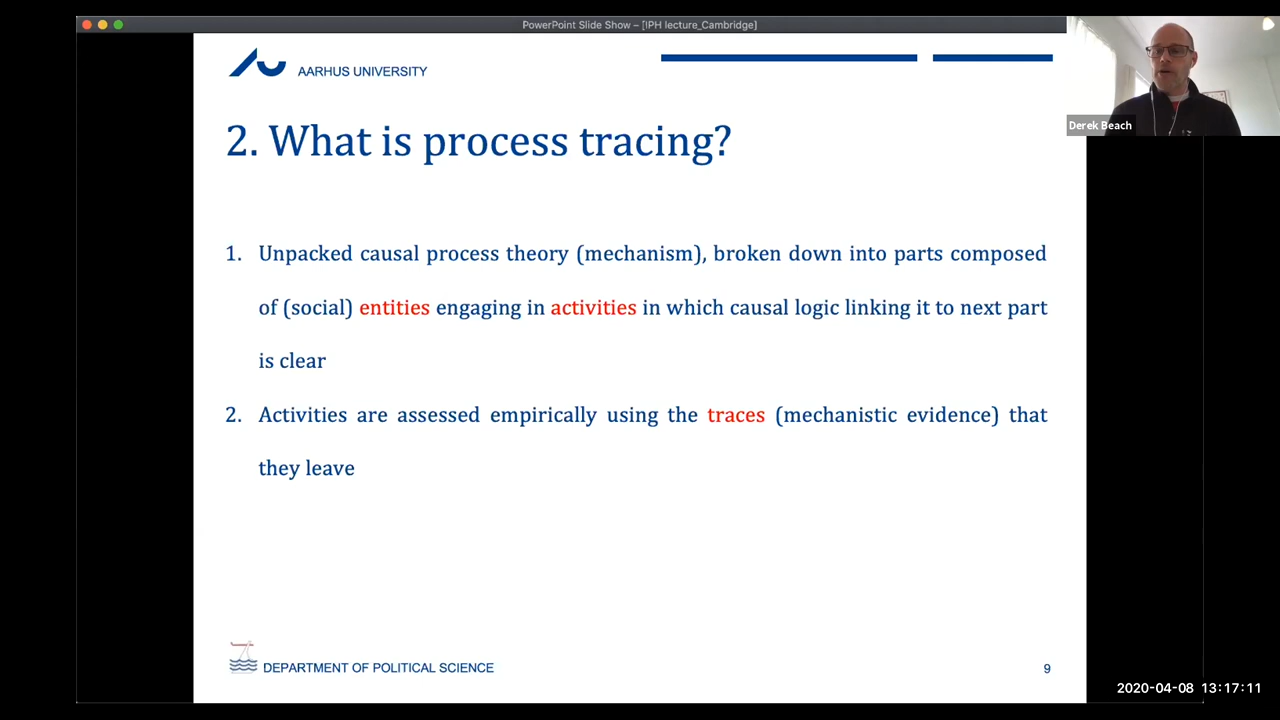 PowerPoint Slide Show – [IPH lecture_Cambridge]
AARHUS UNIVERSITY
Derek Beach
2. What is process tracing?
1. Unpacked causal process theory (mechanism), broken down into parts composed
of (social) entities engaging in activities in which causal logic linking it to next part
is clear
2. Activities are assessed empirically using the traces (mechanistic evidence) that
they leave
DEPARTMENT OF POLITICAL SCIENCE
9
2020-04-08 13:17:11